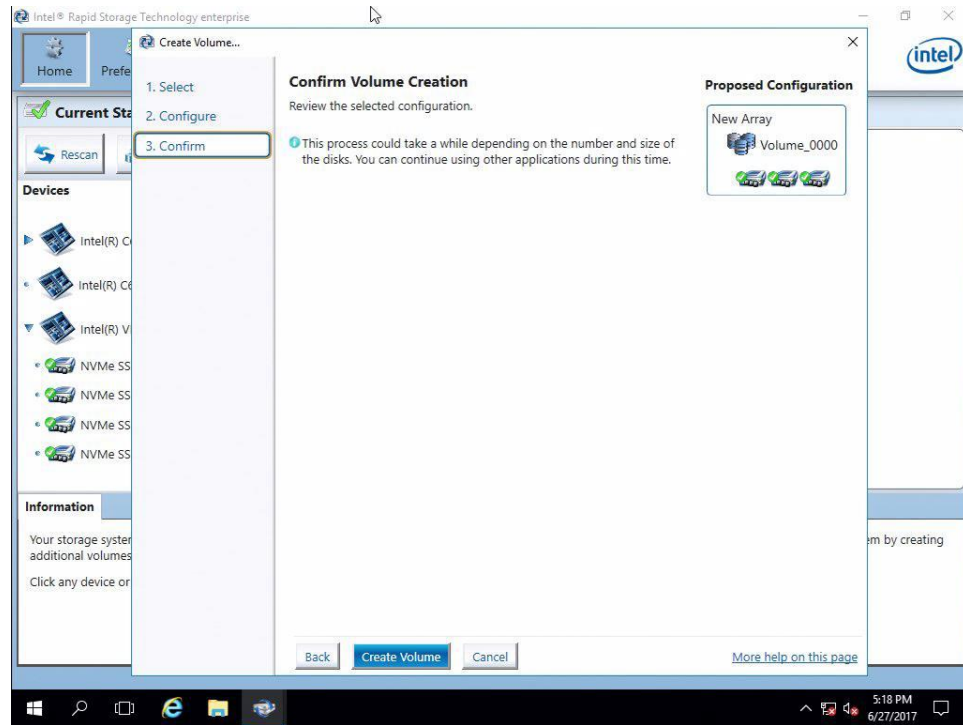 Intel® Rapid Storage Technology enterprise
Home
Prefe
intel
Current Sta
Rescan
Devices
Intel(R) C
Intel(R) C6
Intel(R) V
NVMe SS
NVMe SS
NVMe SS
NVMe SS
Information
Your storage syster
em by creating
additional volumes
Click any device or
Create Volume...
1. Select
2. Configure
3. Confirm
Confirm Volume Creation
Review the selected configuration.
This process could take a while depending on the number and size of
the disks. You can continue using other applications during this time.
Proposed Configuration
New Array
Volume_0000
Back
Create Volume
Cancel
More help on this page
5:18 PM
6/27/2017